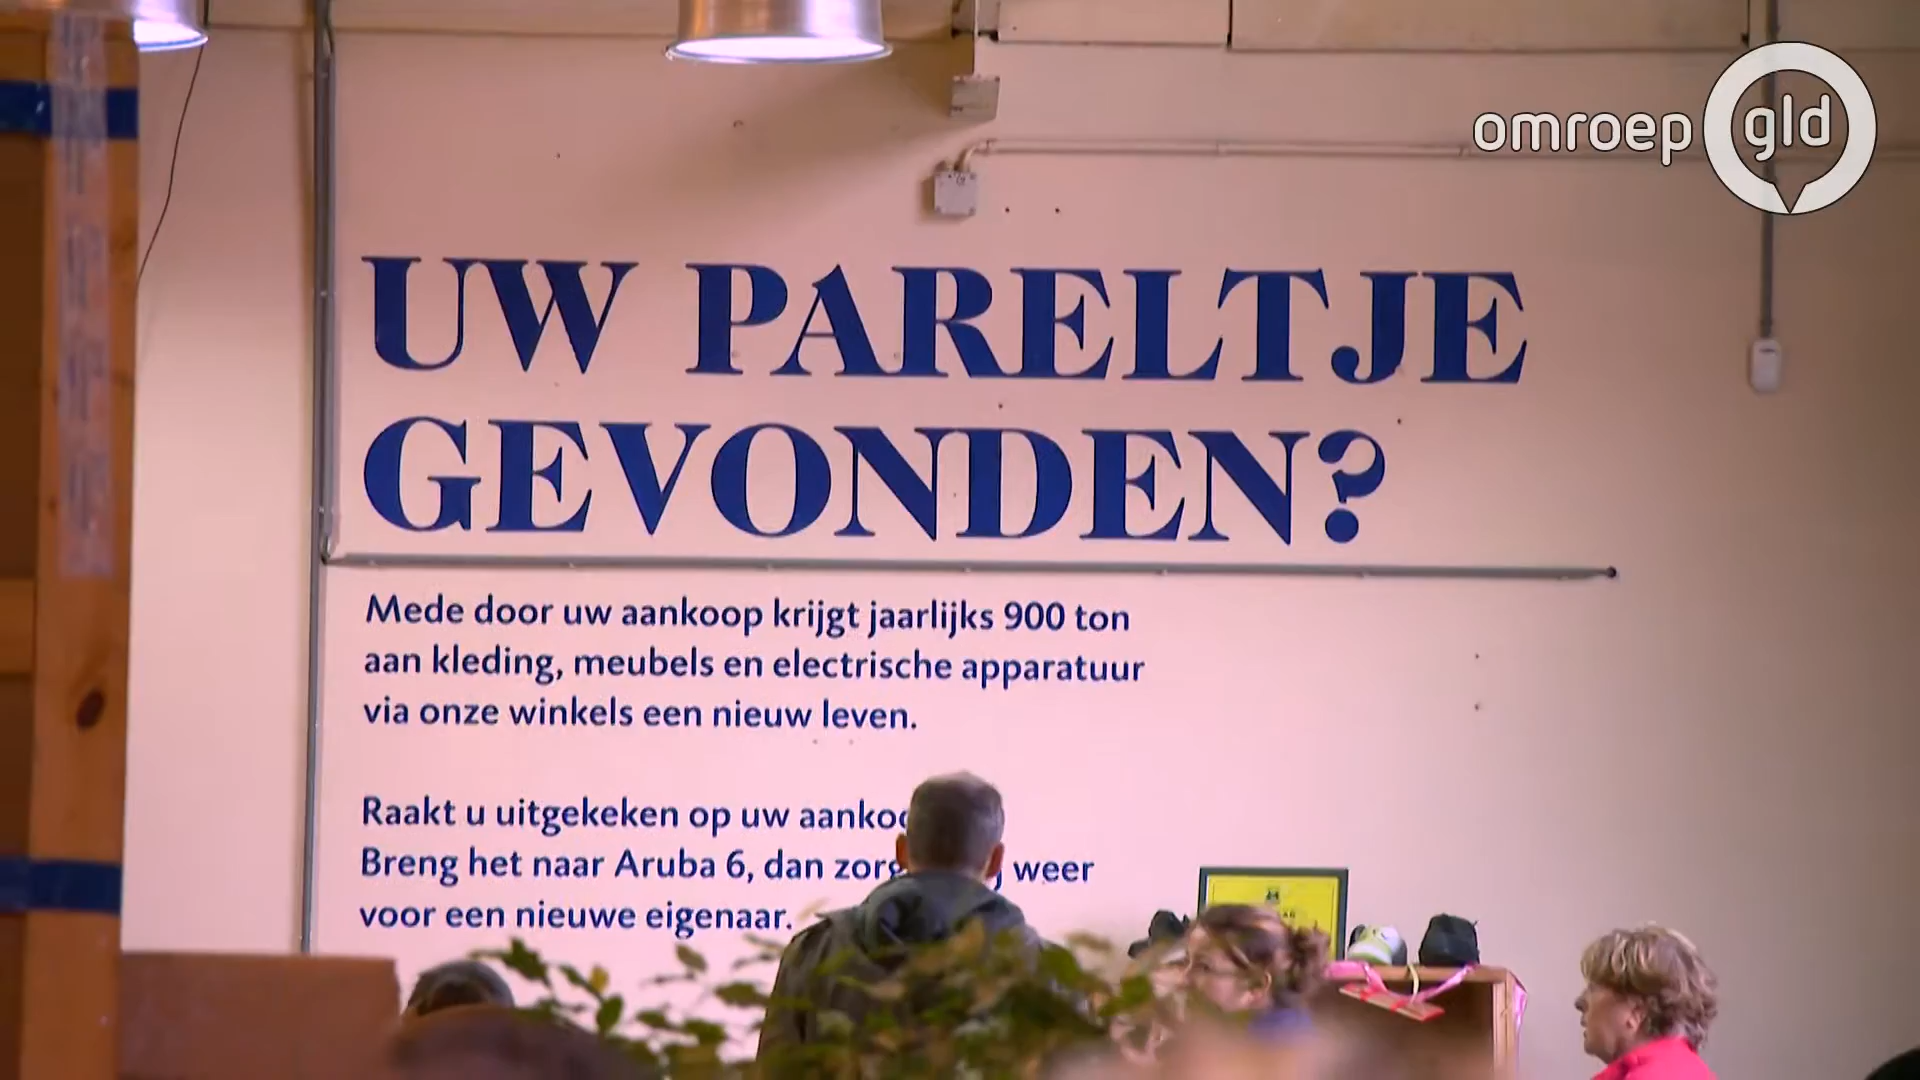 omroep gld
UW PARELTJE
GEVONDEN?
Mede door uw aankoop krijgt jaarlijks 900 ton
aan kleding, meubels en electrische apparatuur
via onze winkels een nieuw leven.
Raakt u uitgekeken op uw
Breng het naar Aruba 6, dan weer
voor een nieuwe eigenaar.